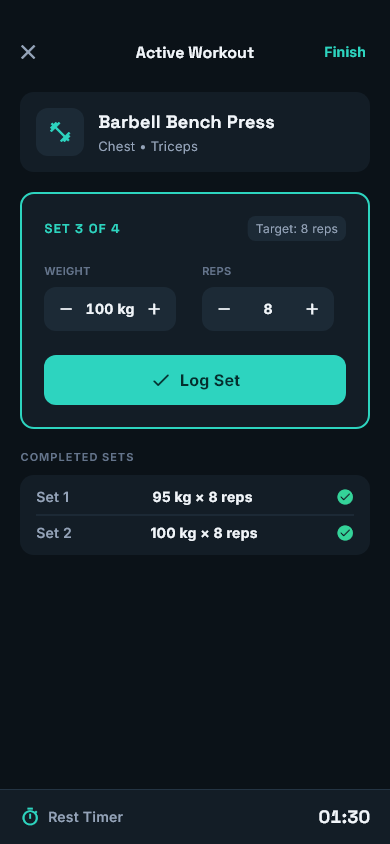 Active Workout
Finish
Barbell Bench Press
Chest • Triceps
SET 3 OF 4
Target: 8 reps
WEIGHT
REPS
− 100 kg +
− 8 +
Log Set
COMPLETED SETS
Set 1 95 kg × 8 reps
Set 2 100 kg × 8 reps
Rest Timer 01:30